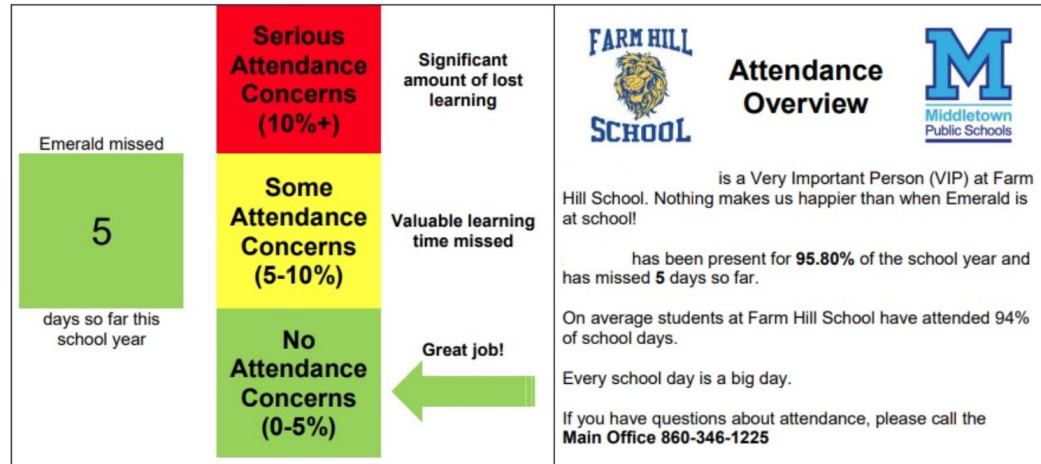 Emerald missed
5
days so far this
school year
Serious
Attendance
Concerns
(10%+)
Significant
amount of lost
learning
Some
Attendance
Concerns
(5-10%)
Valuable learning
time missed
No
Attendance
Concerns
(0-5%)
Great job!
FARM HILL
SCHOOL
Attendance
Overview
M
Middletown
Public Schools
is a Very Important Person (VIP) at Farm
Hill School. Nothing makes us happier than when Emerald is
at school!
has been present for 95.80% of the school year and
has missed 5 days so far.
On average students at Farm Hill School have attended 94%
of school days.
Every school day is a big day.
If you have questions about attendance, please call the
Main Office 860-346-1225